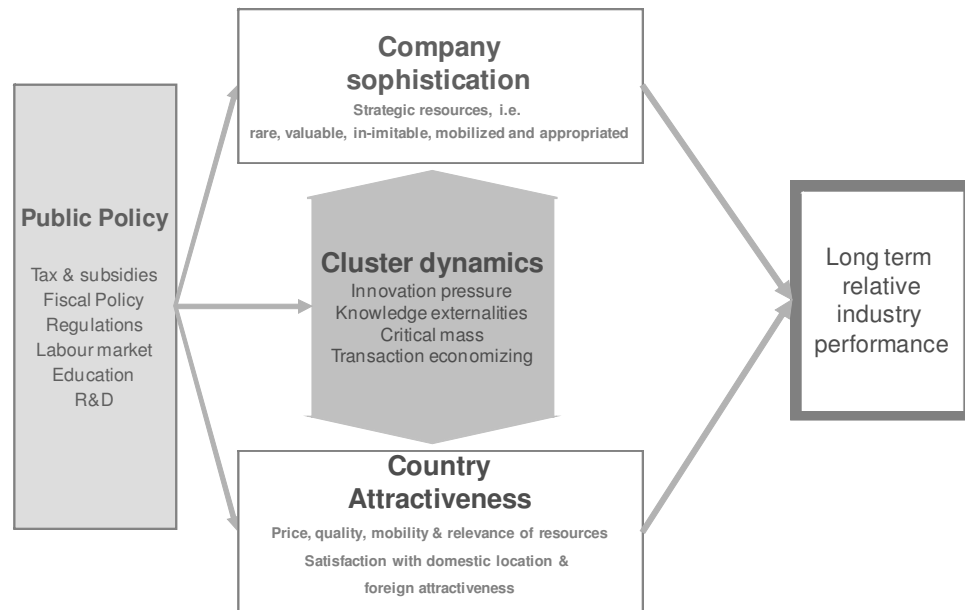 Company
sophistication
Strategic resources, i.e.
rare, valuable, in-imitable, mobilized and appropriated
Public Policy
Tax & subsidies
Fiscal Policy
Regulations
Labour market
Education
R&D
Cluster dynamics
Innovation pressure
Knowledge externalities
Critical mass
Transaction economizing
Long term
relative
industry
performance
Country
Attractiveness
Price, quality, mobility & relevance of resources
Satisfaction with domestic location &
foreign attractiveness